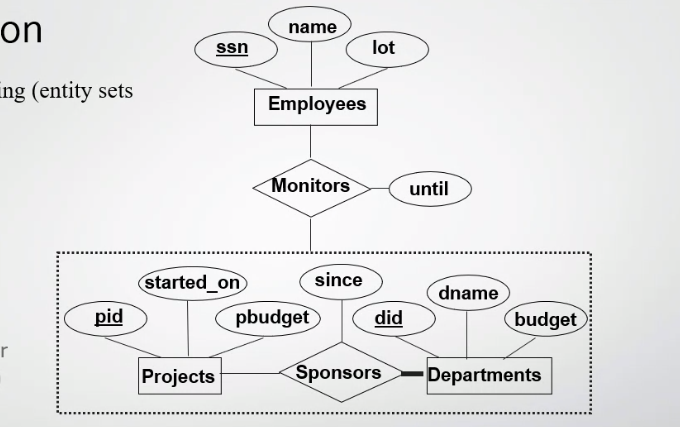 on
ing (entity sets
name
ssn
lot
Employees
Monitors
until
started_on
since
dname
pid
pbudget
did
budget
r
Projects
Sponsors
Departments